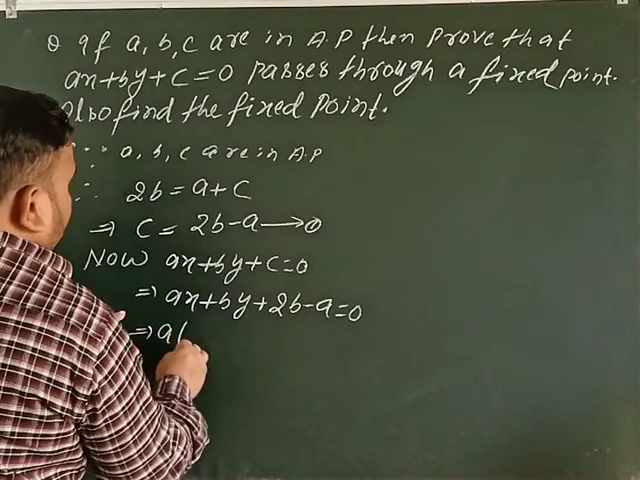 Q If a, b, c are in A.P then prove that
ax+by+c=0 passes through a fixed point.
Also find the fixed point.
∵ a, b, c are in A.P
∴ 2b = a+c
⇒ c = 2b-a ⟶①
Now ax+by+c=0
⇒ ax+by+2b-a=0
⇒ a(